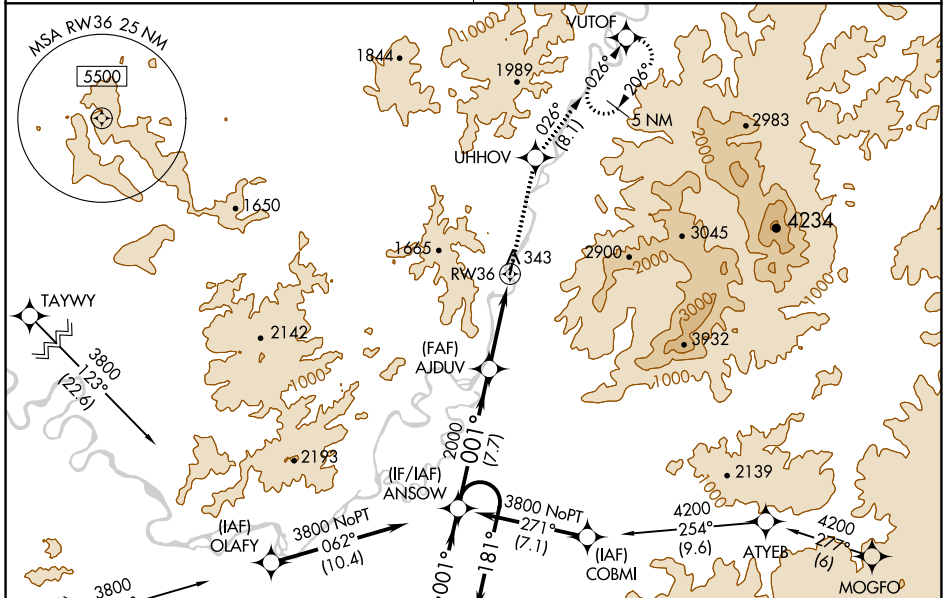 MSA RW36 25 NM
5500
1844
1000
1989
VUTOF
026°
206°
5 NM
026°
(8.1)
UHHOV
2983
1000
1650
1665
343
RW36
2900
2000
3045
4234
1000
TAYWY
3800
123°
(22.6)
2142
1000
3000
3932
1000
(FAF)
AJDUV
2000
001°
(7.7)
2193
2139
(IF/IAF)
ANSOW
(IAF)
OLAFY
3800 NoPT
062°
(10.4)
3800 NoPT
271°
(7.1)
(IAF)
COBMI
4200
254°
(9.6)
ATYEB
4200
277°
(6)
MOGFO
3800
001°
181°